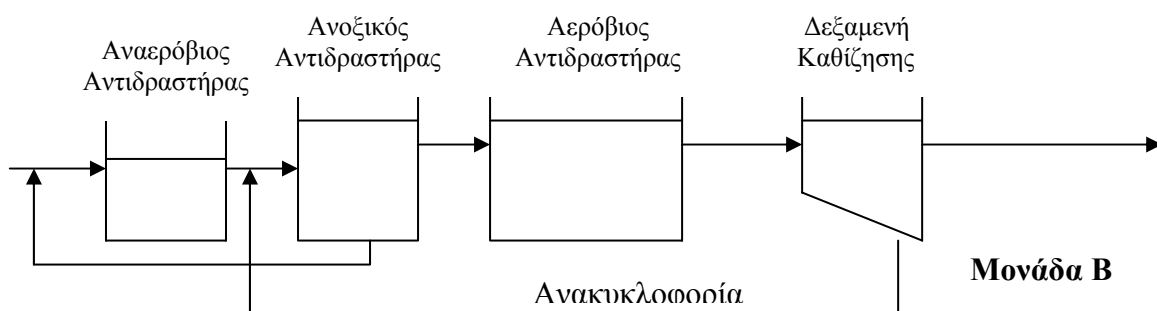 Αναερόβιος
Αντιδραστήρας
Ανοξικός
Αντιδραστήρας
Αερόβιος
Αντιδραστήρας
Δεξαμενή
Καθίζησης
Μονάδα Β
Ανακυκλοφορία